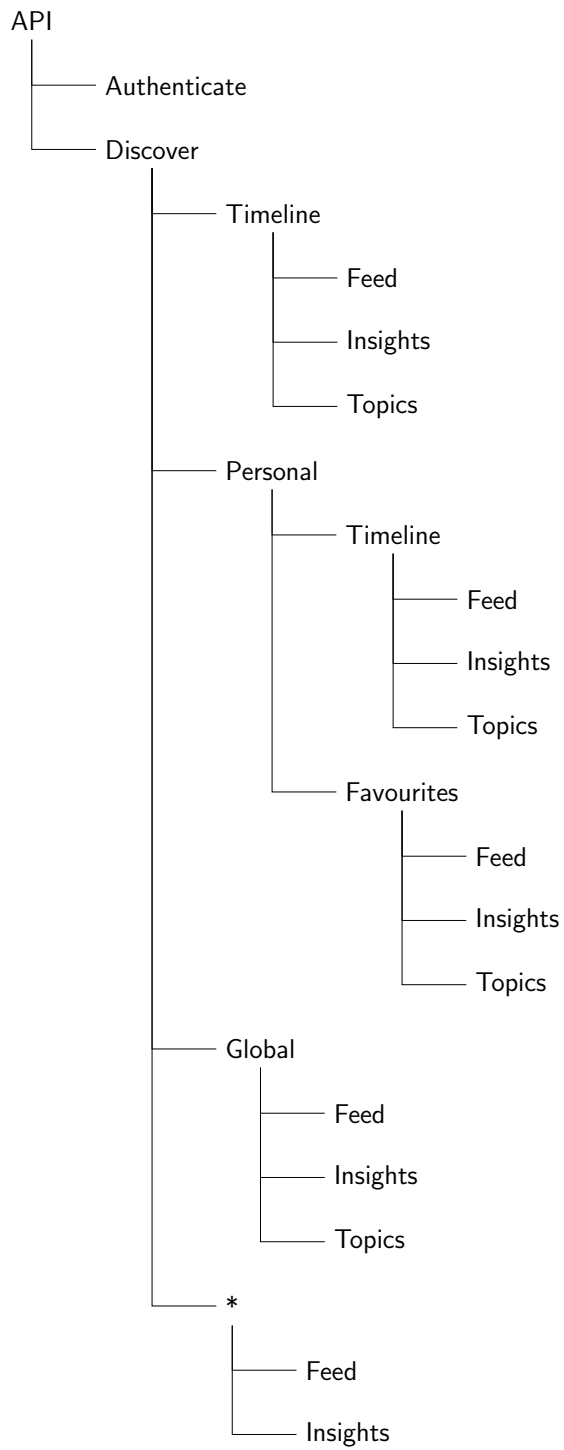 API
Authenticate
Discover
Timeline
Feed
Insights
Topics
Personal
Timeline
Feed
Insights
Topics
Favourites
Feed
Insights
Topics
Global
Feed
Insights
Topics
*
Feed
Insights